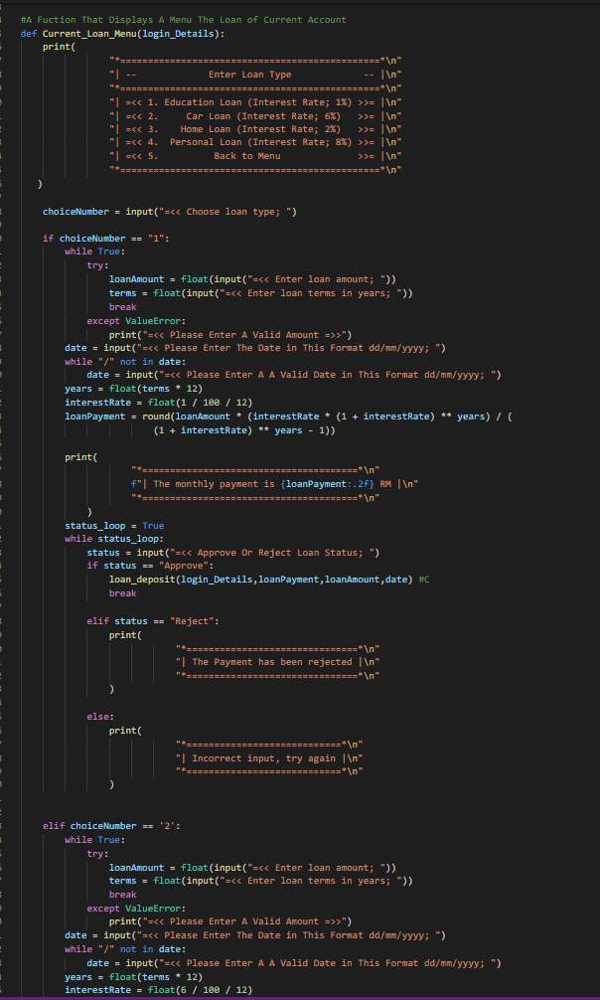 #A Fuction That Displays A Menu The Loan of Current Account
def Current_Loan_Menu(login_Details):
    print(
            "*===============================================*\n"
            "| --             Enter Loan Type             -- |\n"
            "*===============================================*\n"
            "| =<< 1. Education Loan (Interest Rate; 1%) >>= |\n"
            "| =<< 2.     Car Loan (Interest Rate; 6%)   >>= |\n"
            "| =<< 3.    Home Loan (Interest Rate; 2%)   >>= |\n"
            "| =<< 4.  Personal Loan (Interest Rate; 8%) >>= |\n"
            "| =<< 5.          Back to Menu              >>= |\n"
            "*===============================================*\n"
   )
    choiceNumber = input("=<< Choose loan type; ")
    if choiceNumber == "1":
        while True:
            try:
                loanAmount = float(input("=<< Enter loan amount; "))
                terms = float(input("=<< Enter loan terms in years; "))
                break
            except ValueError:
                print("=<< Please Enter A Valid Amount =>>")
        date = input("=<< Please Enter The Date in This Format dd/mm/yyyy; ")
        while "/" not in date:
            date = input("=<< Please Enter A A Valid Date in This Format dd/mm/yyyy; ")
        years = float(terms * 12)
        interestRate = float(1 / 100 / 12)
        loanPayment = round(loanAmount * (interestRate * (1 + interestRate) ** years) / (
                        (1 + interestRate) ** years - 1))
        print(
                    "*=======================================*\n"
                    f"| The monthly payment is {loanPayment:.2f} RM |\n"
                    "*=======================================*\n"
            )
        status_loop = True
        while status_loop:
            status = input("=<< Approve Or Reject Loan Status; ")
            if status == "Approve":
                loan_deposit(login_Details,loanPayment,loanAmount,date) #C
                break
            elif status == "Reject":
                print(
                            "*===============================*\n"
                            "| The Payment has been rejected |\n"
                            "*===============================*\n"
                )
            else:
                print(
                            "*============================*\n"
                            "| Incorrect input, try again |\n"
                            "*============================*\n"
                )
    elif choiceNumber == '2':
        while True:
            try:
                loanAmount = float(input("=<< Enter loan amount; "))
                terms = float(input("=<< Enter loan terms in years; "))
                break
            except ValueError:
                print("=<< Please Enter A Valid Amount =>>")
        date = input("=<< Please Enter The Date in This Format dd/mm/yyyy; ")
        while "/" not in date:
            date = input("=<< Please Enter A A Valid Date in This Format dd/mm/yyyy; ")
        years = float(terms * 12)
        interestRate = float(6 / 100 / 12)